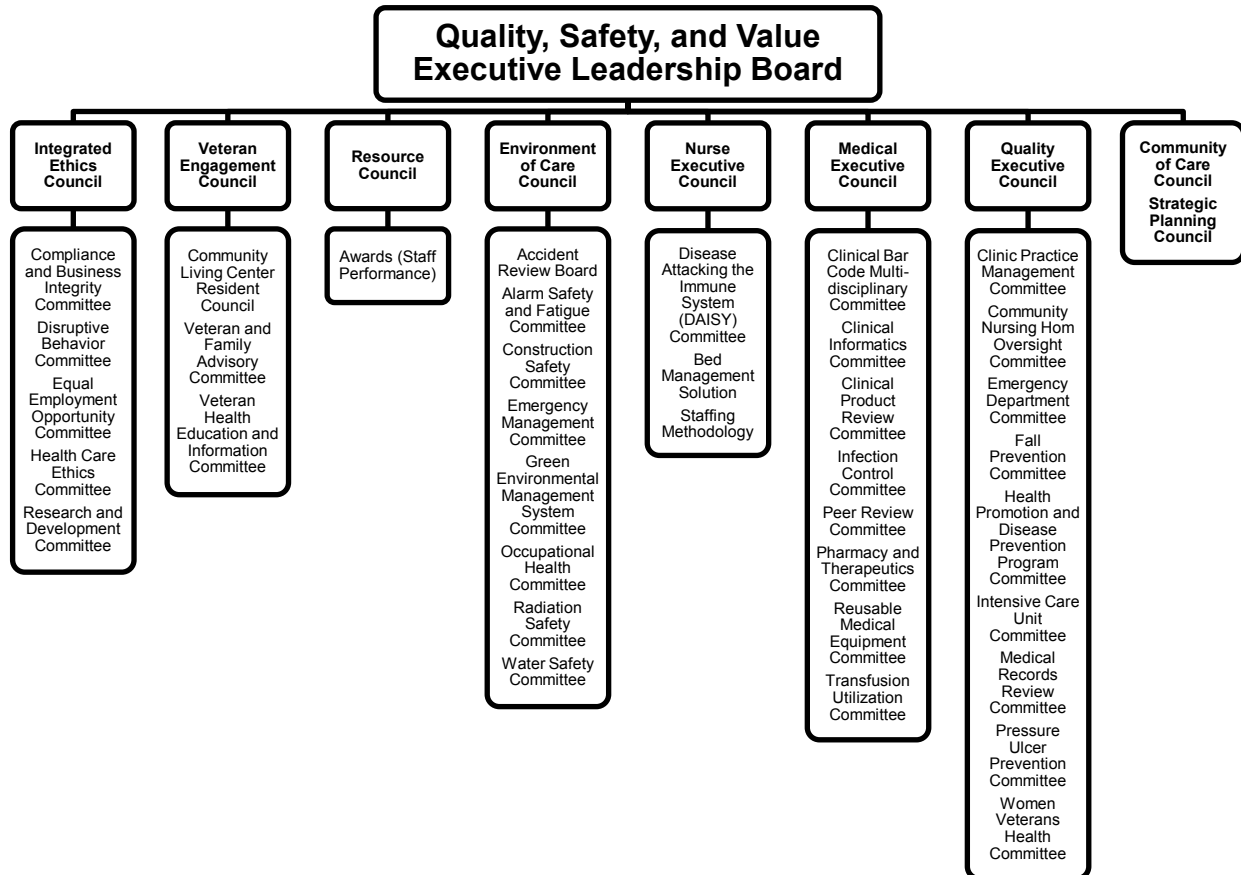 Quality, Safety, and Value
Executive Leadership Board
Integrated
Ethics
Council
Veteran
Engagement
Council
Resource
Council
Environment
of Care
Council
Nurse
Executive
Council
Medical
Executive
Council
Quality
Executive
Council
Community
of Care
Council
Strategic
Planning
Council
Compliance
and Business
Integrity
Committee
Disruptive
Behavior
Committee
Equal
Employment
Opportunity
Committee
Health Care
Ethics
Committee
Research and
Development
Committee
Community
Living Center
Resident
Council
Veteran and
Family
Advisory
Committee
Veteran
Health
Education and
Information
Committee
Awards (Staff
Performance)
Accident
Review Board
Alarm Safety
and Fatigue
Committee
Construction
Safety
Committee
Emergency
Management
Committee
Green
Environmental
Management
System
Committee
Occupational
Health
Committee
Radiation
Safety
Committee
Water Safety
Committee
Disease
Attacking the
Immune
System
(DAISY)
Committee
Bed
Management
Solution
Staffing
Methodology
Clinical Bar
Code Multi-
disciplinary
Committee
Clinical
Informatics
Committee
Clinical
Product
Review
Committee
Infection
Control
Committee
Peer Review
Committee
Pharmacy and
Therapeutics
Committee
Reusable
Medical
Equipment
Committee
Transfusion
Utilization
Committee
Clinic Practice
Management
Committee
Community
Nursing Hom
Oversight
Committee
Emergency
Department
Committee
Fall
Prevention
Committee
Health
Promotion and
Disease
Prevention
Program
Committee
Intensive Care
Unit
Committee
Medical
Records
Review
Committee
Pressure
Ulcer
Prevention
Committee
Women
Veterans
Health
Committee